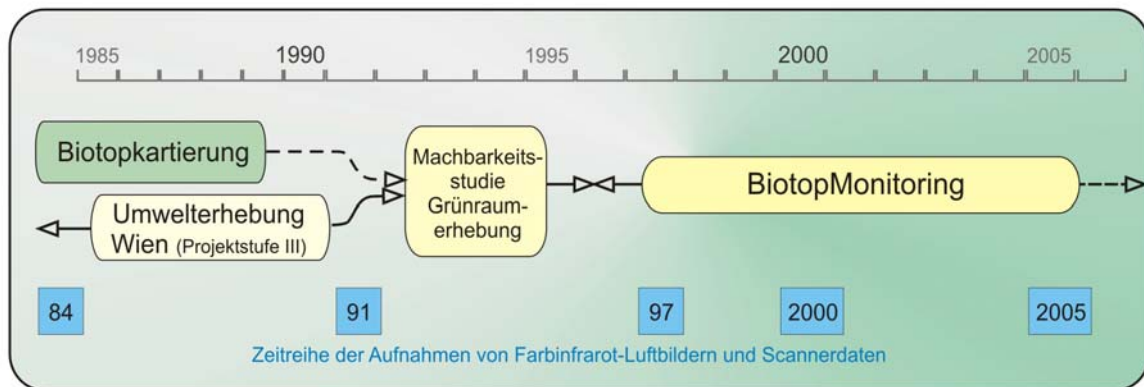 1985 1990 1995 2000 2005
Biotopkartierung
Umwelterhebung
Wien (Projektstufe III)
Machbarkeits-
studie
Grünraum-
erhebung
BiotopMonitoring
84 91 97 2000 2005
Zeitreihe der Aufnahmen von Farbinfrarot-Luftbildern und Scannerdaten